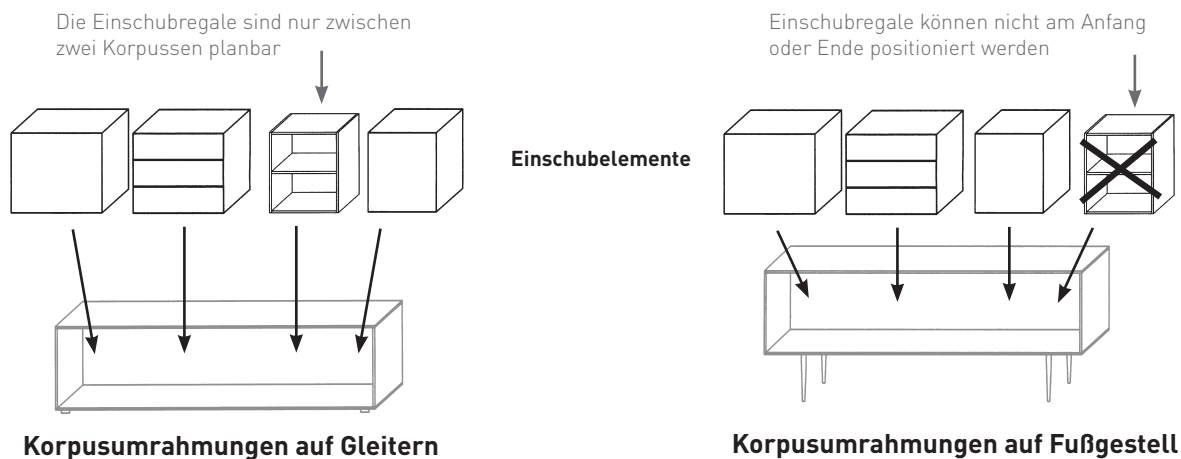 Die Einschubregale sind nur zwischen
zwei Korpussen planbar
Einschubregale können nicht am Anfang
oder Ende positioniert werden
Einschubelemente
Korpusumrahmungen auf Gleitern
Korpusumrahmungen auf Fußgestell